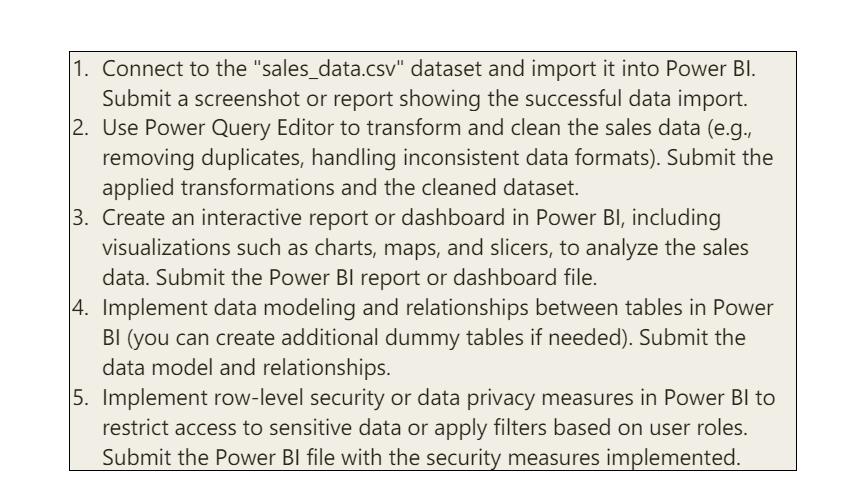 1. Connect to the "sales_data.csv" dataset and import it into Power BI.
Submit a screenshot or report showing the successful data import.
2. Use Power Query Editor to transform and clean the sales data (e.g.,
removing duplicates, handling inconsistent data formats). Submit the
applied transformations and the cleaned dataset.
3. Create an interactive report or dashboard in Power BI, including
visualizations such as charts, maps, and slicers, to analyze the sales
data. Submit the Power BI report or dashboard file.
4. Implement data modeling and relationships between tables in Power
BI (you can create additional dummy tables if needed). Submit the
data model and relationships.
5. Implement row-level security or data privacy measures in Power BI to
restrict access to sensitive data or apply filters based on user roles.
Submit the Power BI file with the security measures implemented.